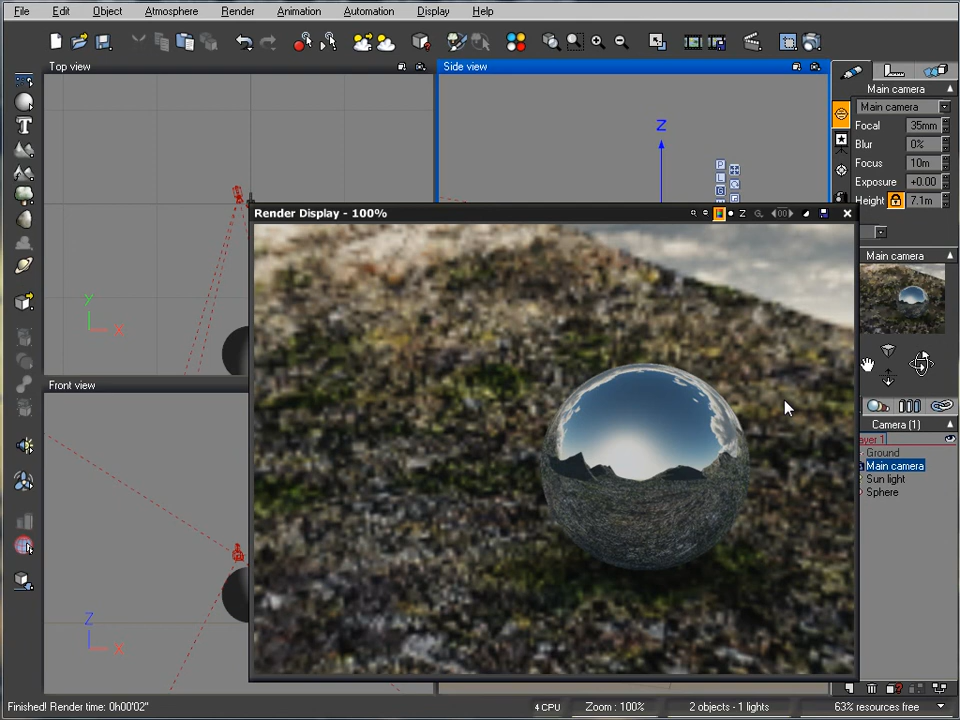 File Edit Object Atmosphere Render Animation Automation Display Help
Top view
Side view
Main camera
Main camera
Focal 35mm
Blur 0%
Focus 10m
Exposure +0.00
Height 7.1m
Z
P
L
Render Display - 100%
Z
G
Main camera
Y
X
Front view
Camera (1)
ayer 1
Ground
Main camera
Sun light
Sphere
Z
X
Finished! Render time: 0h00'02" 4 CPU Zoom : 100% 2 objects - 1 lights 63% resources free